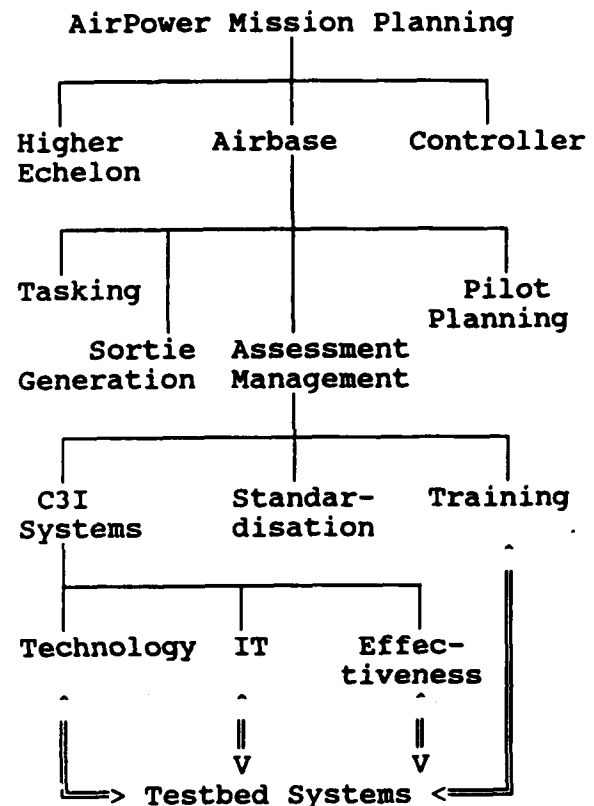 AirPower Mission Planning
Higher Echelon
Airbase
Controller
Tasking
Sortie Generation
Assessment Management
Pilot Planning
C3I Systems
Standar-
disation
Training
Technology
IT
Effec-
tiveness
Testbed Systems